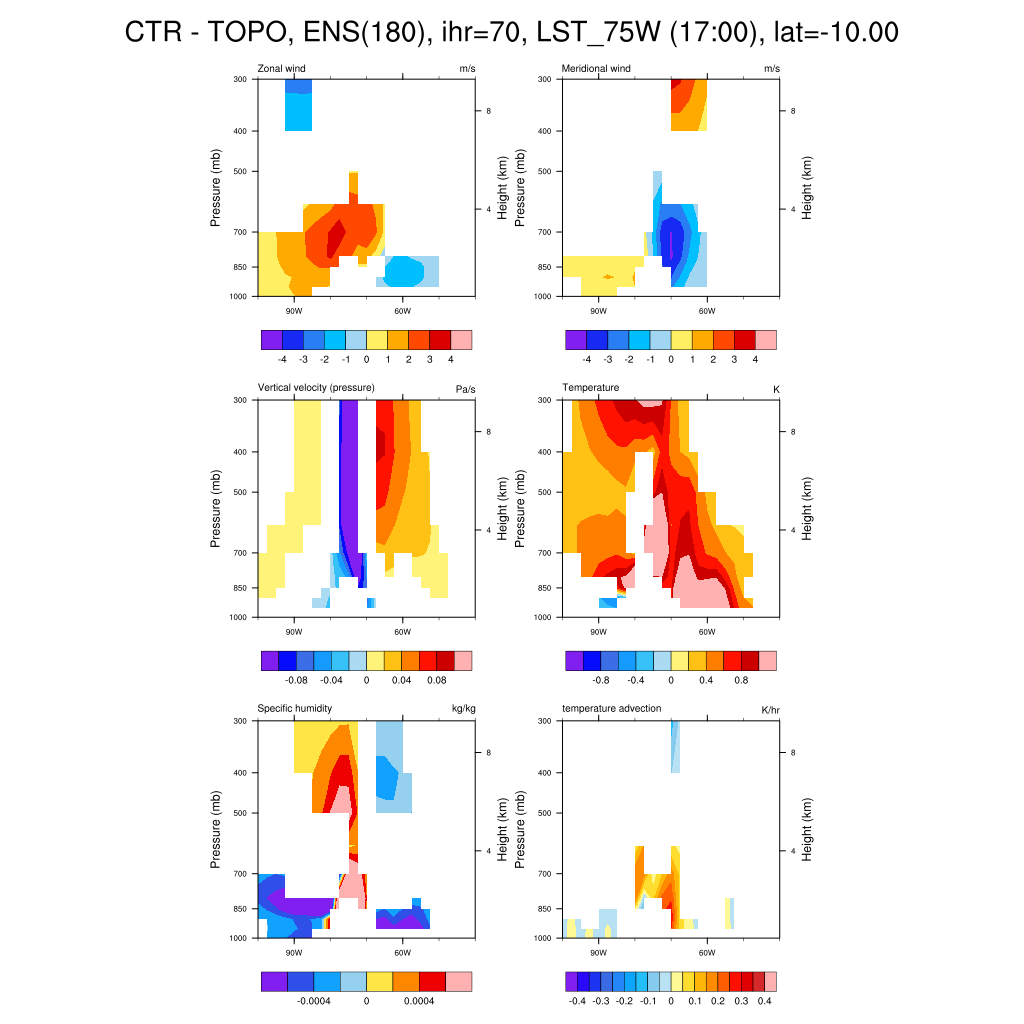 CTR - TOPO, ENS(180), ihr=70, LST_75W (17:00), lat=-10.00
Zonal wind m/s
Pressure (mb)
300
400
500
700
850
1000
90W 60W
8
4
Height (km)
-4 -3 -2 -1 0 1 2 3 4
Meridional wind m/s
Pressure (mb)
300
400
500
700
850
1000
90W 60W
8
4
Height (km)
-4 -3 -2 -1 0 1 2 3 4
Vertical velocity (pressure) Pa/s
Pressure (mb)
300
400
500
700
850
1000
90W 60W
8
4
Height (km)
-0.08 -0.04 0 0.04 0.08
Temperature K
Pressure (mb)
300
400
500
700
850
1000
90W 60W
8
4
Height (km)
-0.8 -0.4 0 0.4 0.8
Specific humidity kg/kg
Pressure (mb)
300
400
500
700
850
1000
90W 60W
8
4
Height (km)
-0.0004 0 0.0004
temperature advection K/hr
Pressure (mb)
300
400
500
700
850
1000
90W 60W
8
4
Height (km)
-0.4 -0.3 -0.2 -0.1 0 0.1 0.2 0.3 0.4